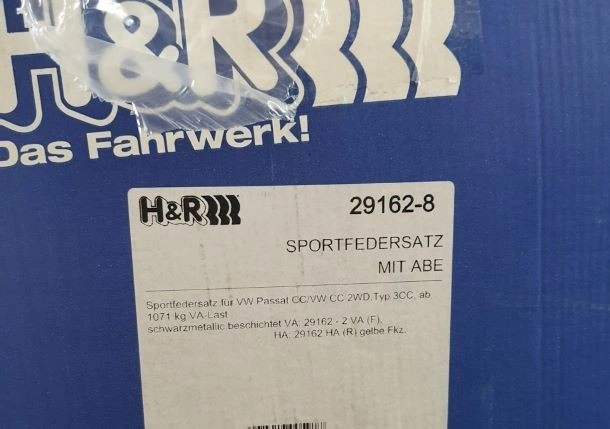 H&R
Das Fahrwerk!
H&R 29162-8
SPORTFEDERSATZ
MIT ABE
Sportfedersatz für VW Passat CC/VW CC 2WD,Typ 3CC, ab
1071 kg VA-Last
schwarzmetallic beschichtet VA: 29162 - 2 VA (F),
HA: 29162 HA (R) gelbe Fkz.